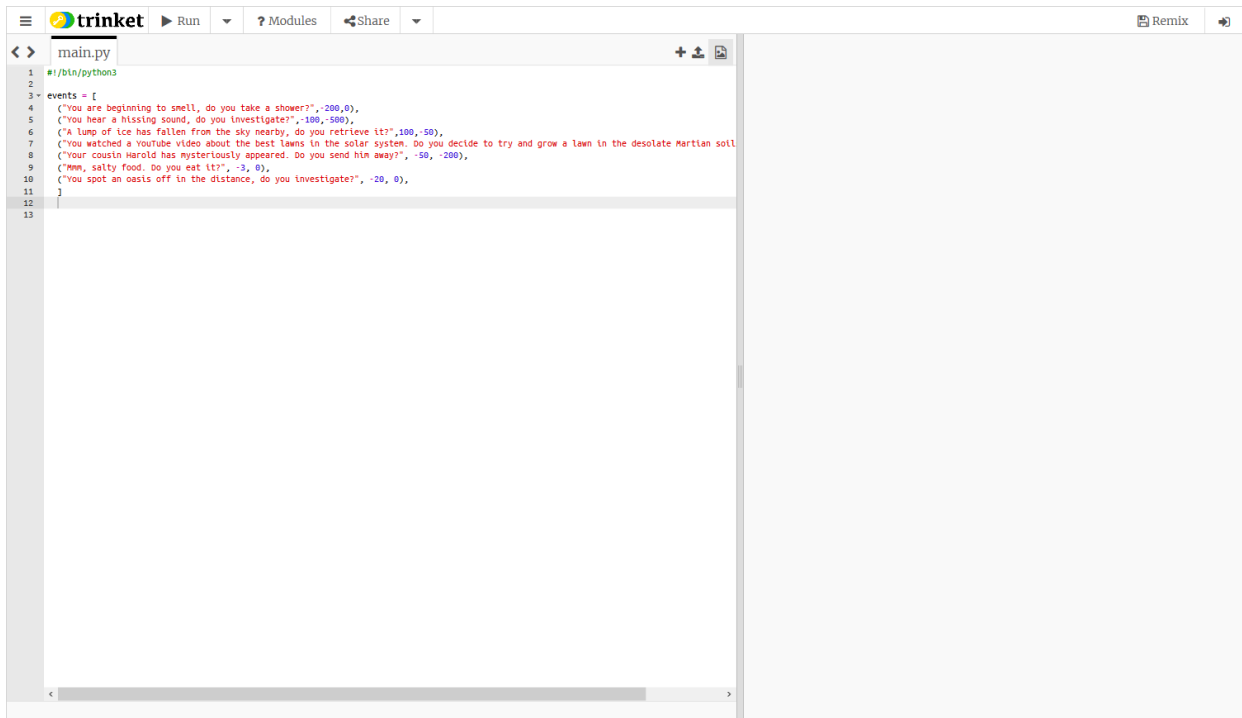 trinket Run ? Modules Share Remix
main.py
1 #!/bin/python3
2
3 events = [
4 ("You are beginning to smell, do you take a shower?",-200,0),
5 ("You hear a hissing sound, do you investigate?",-100,-500),
6 ("A lump of ice has fallen from the sky nearby, do you retrieve it?",100,-50),
7 ("You watched a YouTube video about the best lawns in the solar system. Do you decide to try and grow a lawn in the desolate Martian soil
8 ("Your cousin Harold has mysteriously appeared. Do you send him away?", -50, -200),
9 ("Mmm, salty food. Do you eat it?", -3, 0),
10 ("You spot an oasis off in the distance, do you investigate?", -20, 0),
11 ]
12
13